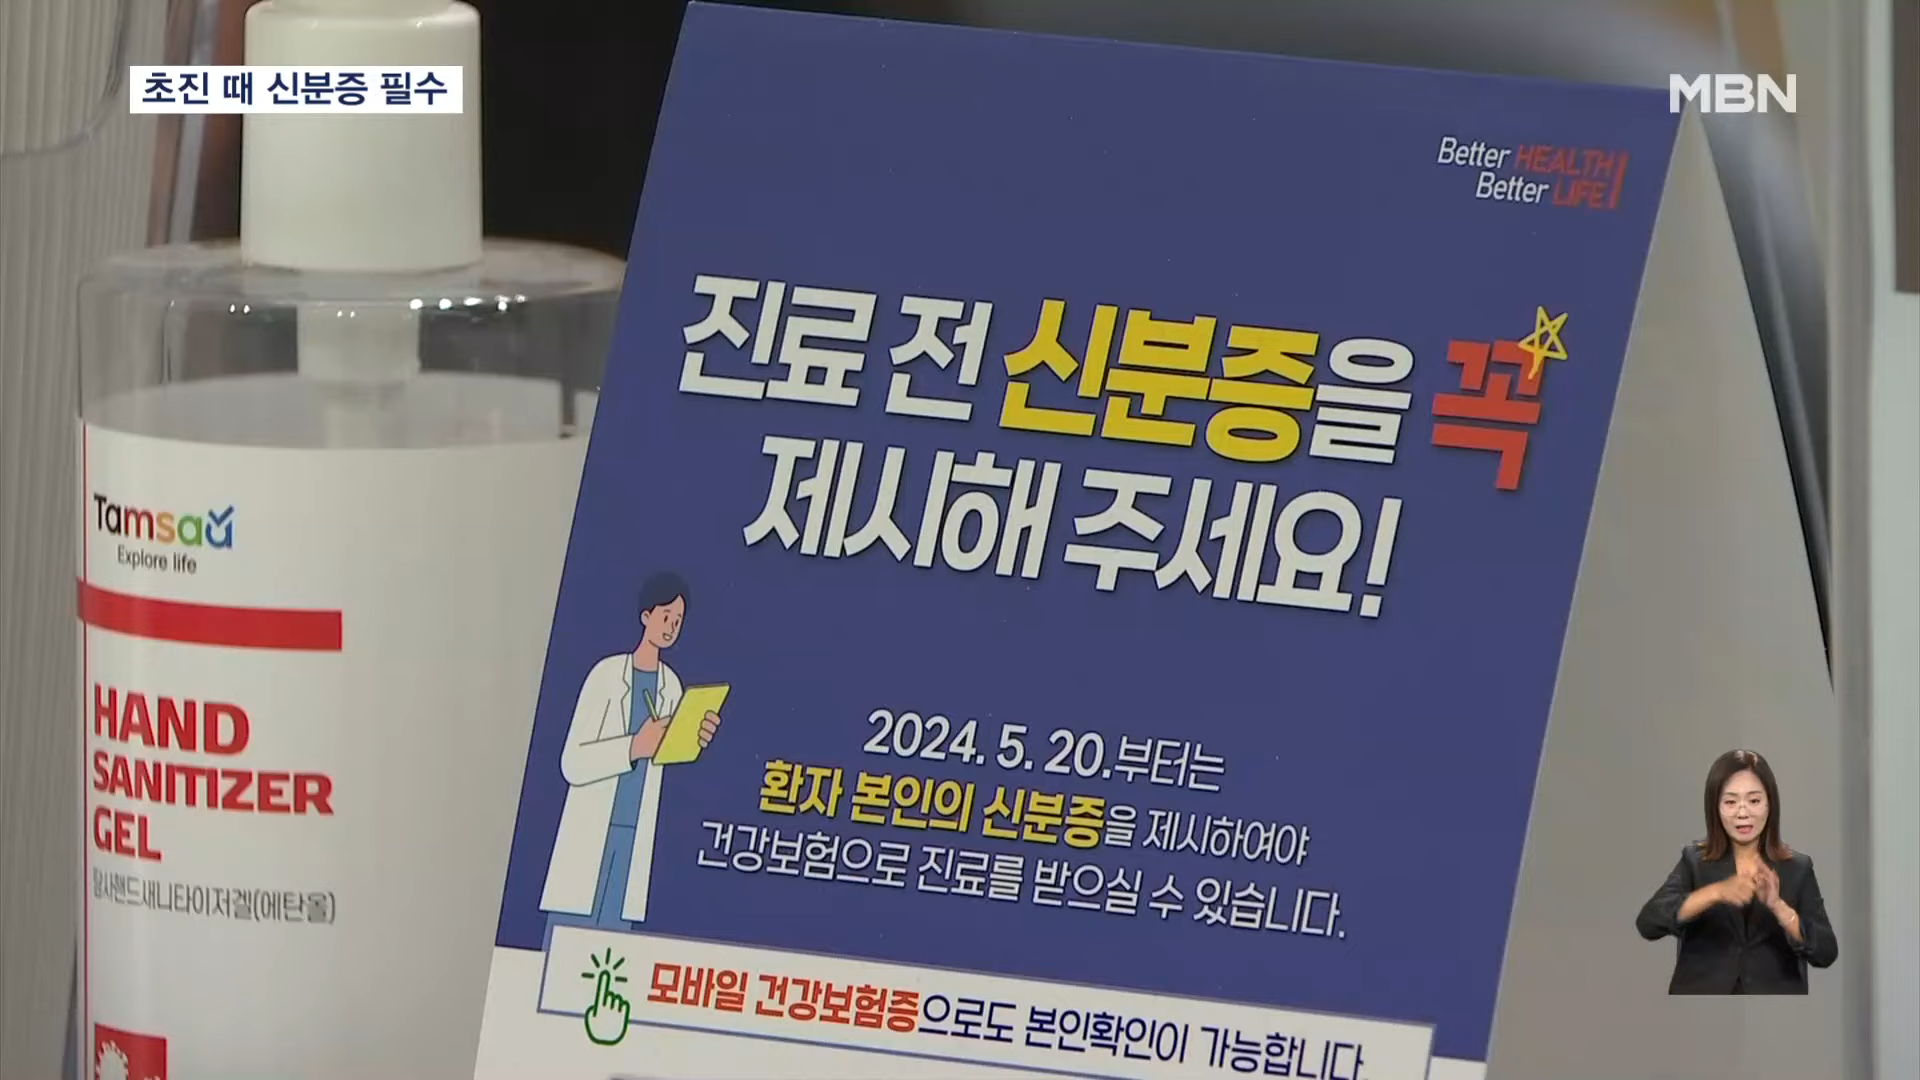 초진 때 신분증 필수
MBN
Better HEALTH
Better LIFE
진료 전 신분증을 꼭
제시해 주세요!
2024. 5. 20.부터는
환자 본인의 신분증을 제시하여야
건강보험으로 진료를 받으실 수 있습니다.
모바일 건강보험증으로도 본인확인이 가능합니다.
Tamsaa
Explore life
HAND
SANITIZER
GEL
탐사핸드새니타이저겔(에탄올)